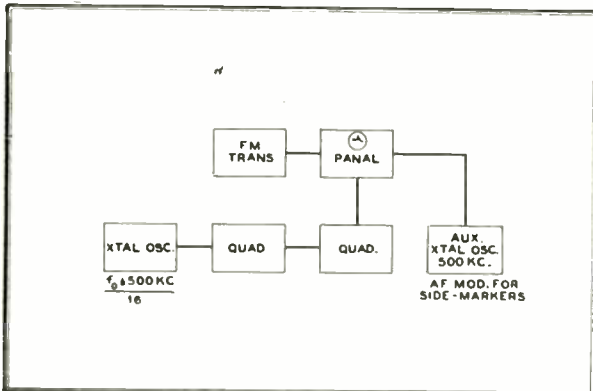 FM
TRANS
PANAL
XTAL OSC.
QUAD
QUAD.
AUX.
XTAL OSC.
500 KC.
f₀ ± 500 KC
16
AF MOD. FOR
SIDE-MARKERS